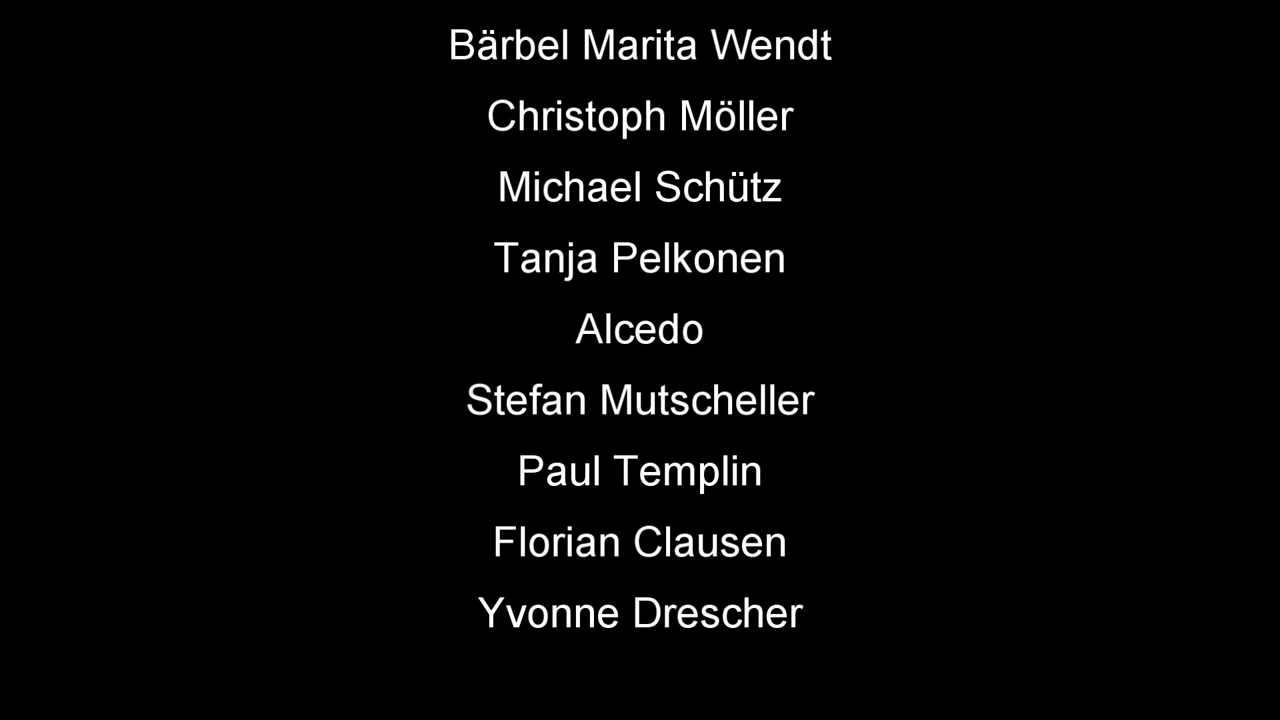 Bärbel Marita Wendt
Christoph Möller
Michael Schütz
Tanja Pelkonen
Alcedo
Stefan Mutscheller
Paul Templin
Florian Clausen
Yvonne Drescher